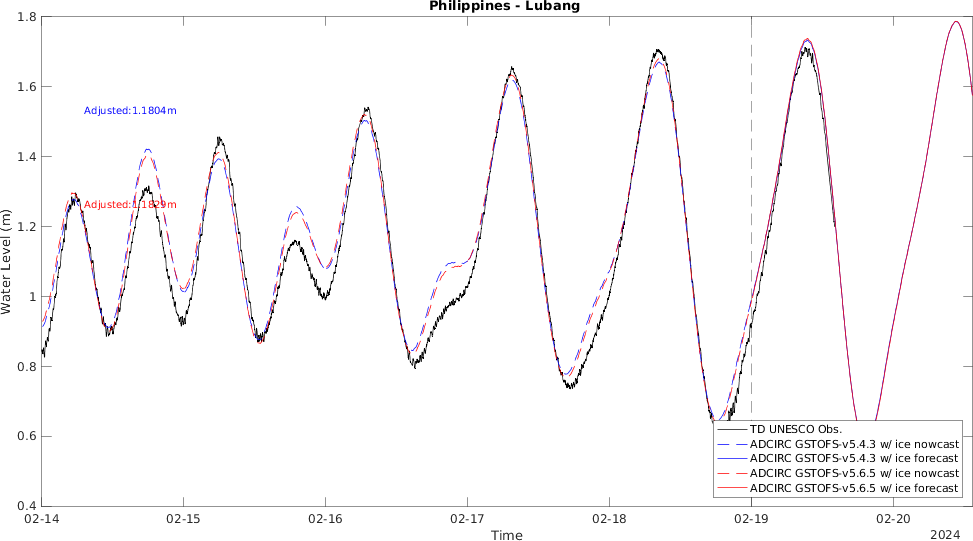 Philippines - Lubang
1.8
1.6
1.4
1.2
1
0.8
0.6
0.4
Water Level (m)
Adjusted:1.1804m
Adjusted:1.1829m
TD UNESCO Obs.
ADCIRC GSTOFS-v5.4.3 w/ ice nowcast
ADCIRC GSTOFS-v5.4.3 w/ ice forecast
ADCIRC GSTOFS-v5.6.5 w/ ice nowcast
ADCIRC GSTOFS-v5.6.5 w/ ice forecast
02-14 02-15 02-16 02-17 02-18 02-19 02-20
Time
2024